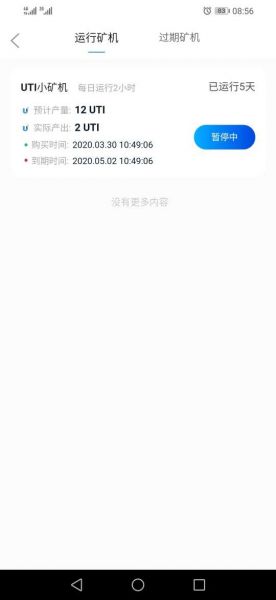 08:56
运行矿机
过期矿机
UTI小矿机 每日运行2小时 已运行5天
预计产量: 12 UTI
实际产出: 2 UTI
暂停中
购买时间: 2020.03.30 10:49:06
到期时间: 2020.05.02 10:49:06
没有更多内容